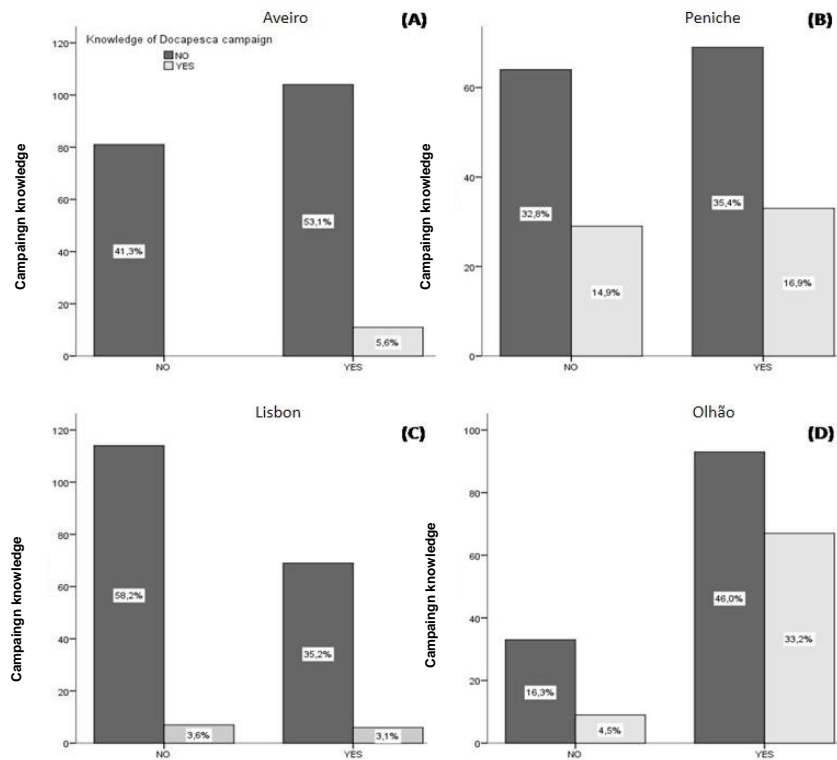 Aveiro
(A)
Knowledge of Docapesca campaign
NO
YES
Campaingn knowledge
120
100
80
60
40
20
0
41,3%
53,1%
5,6%
NO
YES
Peniche
(B)
Campaingn knowledge
60
40
20
0
32,8%
14,9%
35,4%
16,9%
NO
YES
Lisbon
(C)
Campaingn knowledge
120
100
80
60
40
20
0
58,2%
3,6%
35,2%
3,1%
NO
YES
Olhão
(D)
Campaingn knowledge
100
80
60
40
20
0
16,3%
4,5%
46,0%
33,2%
NO
YES